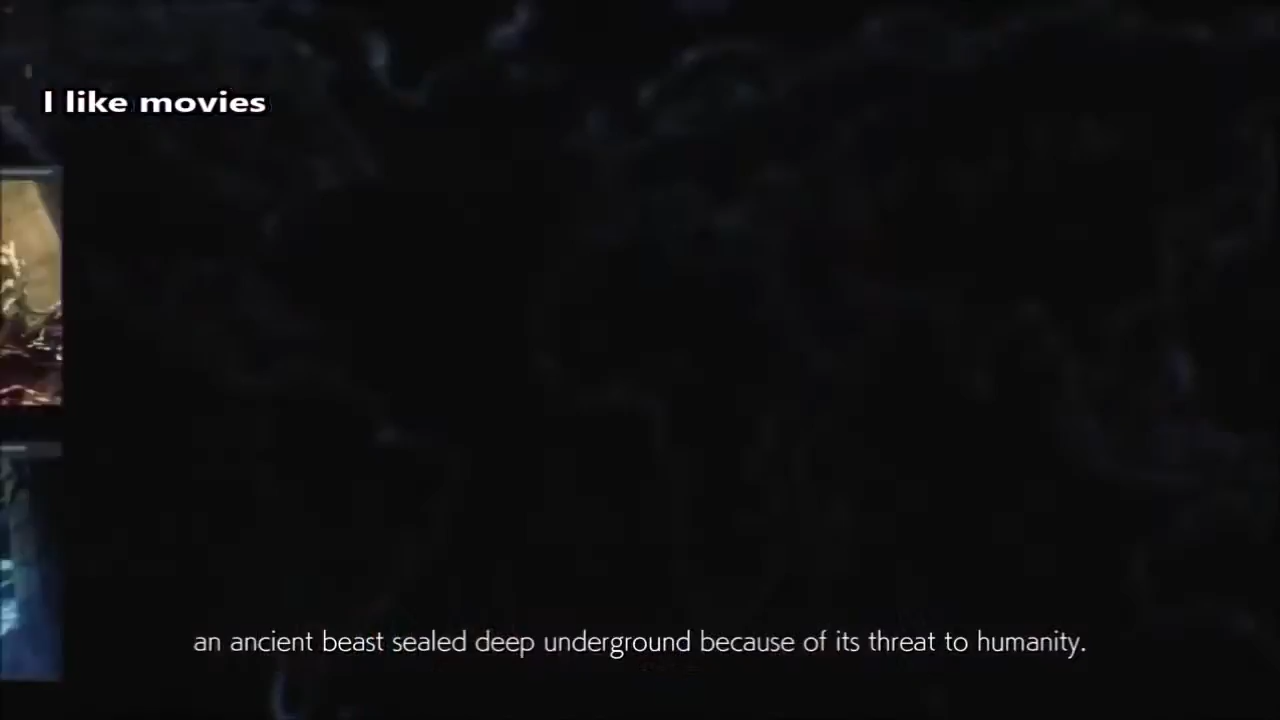 I like movies
an ancient beast sealed deep underground because of its threat to humanity.